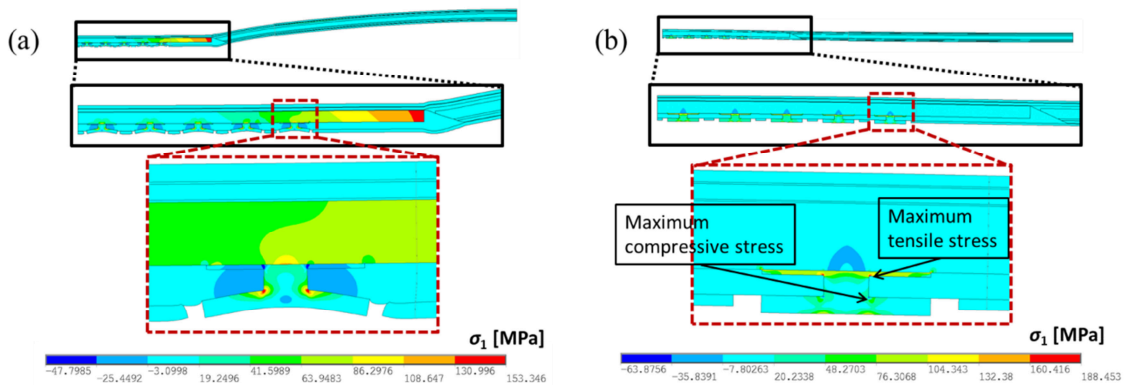 (a)
σ₁ [MPa]
−47.7985
−25.4492
−3.0998
19.2496
41.5989
63.9483
86.2976
108.647
130.996
153.346
(b)
Maximum
compressive stress
Maximum
tensile stress
σ₁ [MPa]
−63.8756
−35.8391
−7.80263
20.2338
48.2703
76.3068
104.343
132.38
160.416
188.453